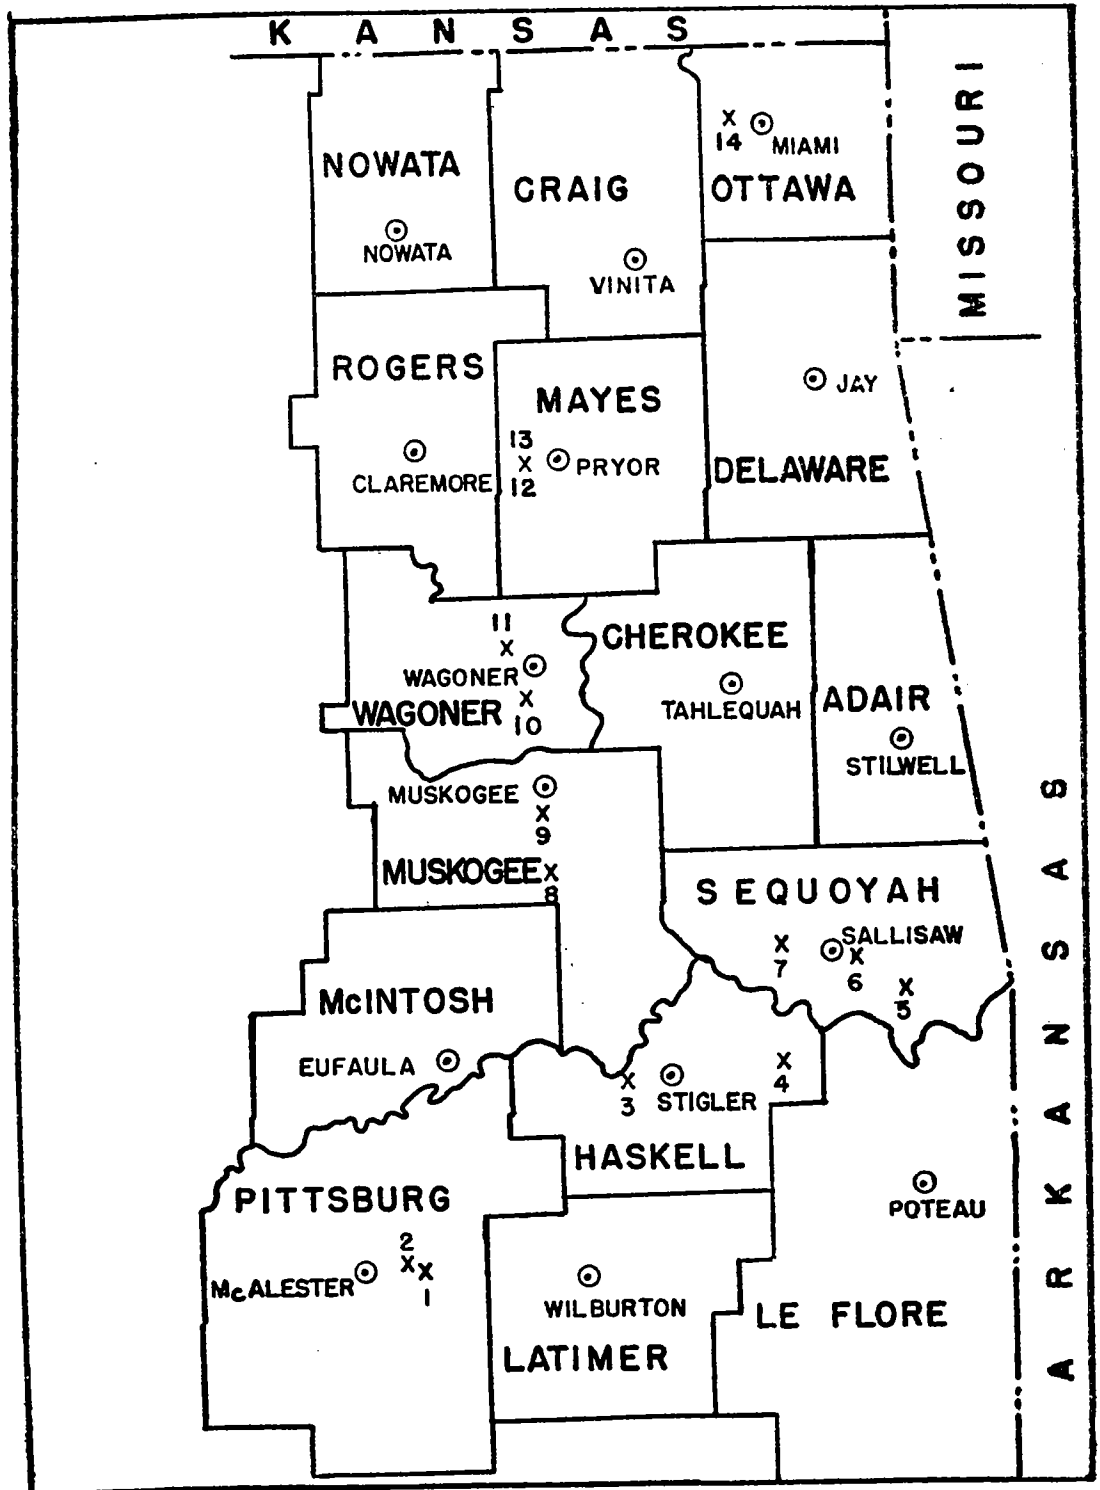 KANSAS
MISSOURI
X
14
MIAMI
NOWATA
CRAIG
OTTAWA
NOWATA
VINITA
ROGERS
MAYES
JAY
13
X
12
PRYOR
CLAREMORE
DELAWARE
11
X
CHEROKEE
WAGONER
X
10
WAGONER
TAHLEQUAH
ADAIR
STILWELL
MUSKOGEE
X
9
MUSKOGEE
X
8
SEQUOYAH
SALLISAW
X
7
X
6
X
5
McINTOSH
EUFAULA
X
3
STIGLER
X
4
HASKELL
PITTSBURG
POTEAU
2
X
X
1
McALESTER
WILBURTON
LE FLORE
LATIMER
ARKANSAS